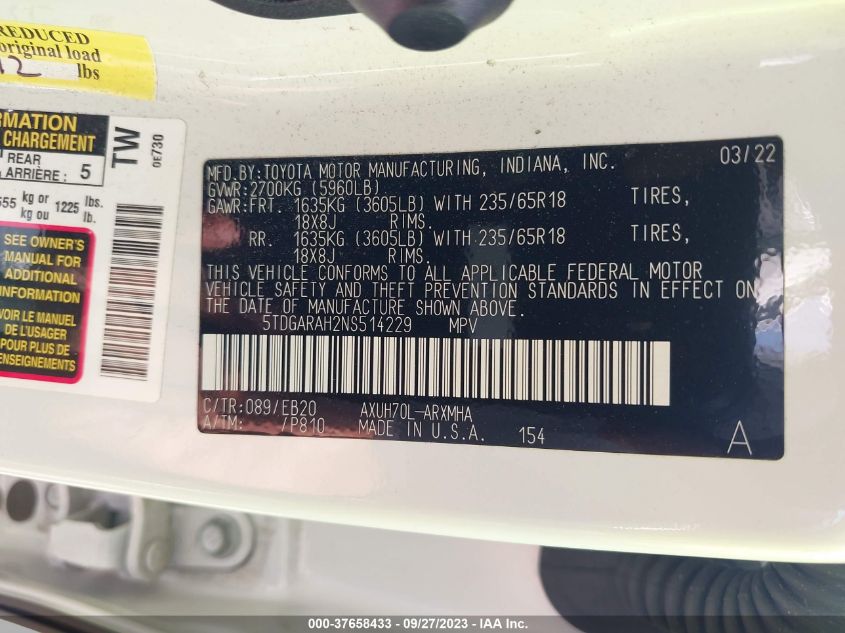 REDUCED
original load
12 lbs
ORMATION
CHARGEMENT
REAR
ARRIÈRE : 5
555 kg or 1225 lbs.
kg ou lb.
SEE OWNER'S
MANUAL FOR
ADDITIONAL
INFORMATION
VOIR LE MANUEL
DE L'USAGER
POUR PLUS DE
RENSEIGNEMENTS
TW
0E730
MFD.BY:TOYOTA MOTOR MANUFACTURING, INDIANA, INC. 03/22
GVWR:2700KG (5960LB)
GAWR:FRT. 1635KG (3605LB) WITH 235/65R18 TIRES,
18X8J RIMS.
RR. 1635KG (3605LB) WITH 235/65R18 TIRES,
18X8J RIMS.
THIS VEHICLE CONFORMS TO ALL APPLICABLE FEDERAL MOTOR
VEHICLE SAFETY AND THEFT PREVENTION STANDARDS IN EFFECT ON
THE DATE OF MANUFACTURE SHOWN ABOVE.
5TDGARAH2NS514229 MPV
C/TR:089/EB20 AXUH70L-ARXMHA
A/TM: /P810 MADE IN U.S.A. 154 A
000-37658433 - 09/27/2023 - IAA Inc.